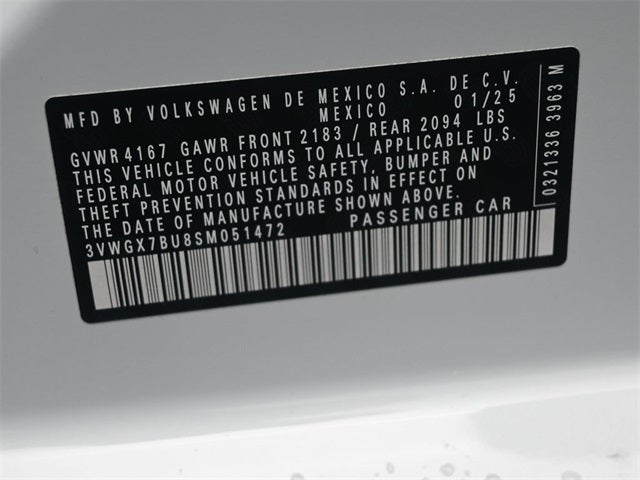 MFD BY VOLKSWAGEN DE MEXICO S.A. DE C.V.
MEXICO 01/25
GVWR 4167 GAWR FRONT 2183 / REAR 2094 LBS
THIS VEHICLE CONFORMS TO ALL APPLICABLE U.S.
FEDERAL MOTOR VEHICLE SAFETY, BUMPER AND
THEFT PREVENTION STANDARDS IN EFFECT ON
THE DATE OF MANUFACTURE SHOWN ABOVE.
3VWGX7BU8SM051472 PASSENGER CAR
0321336 3963 M